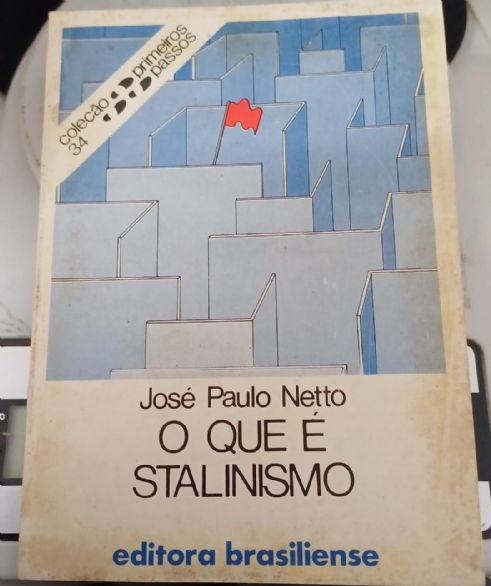 coleção primeiros
34 passos
José Paulo Netto
O QUE É
STALINISMO
editora brasiliense